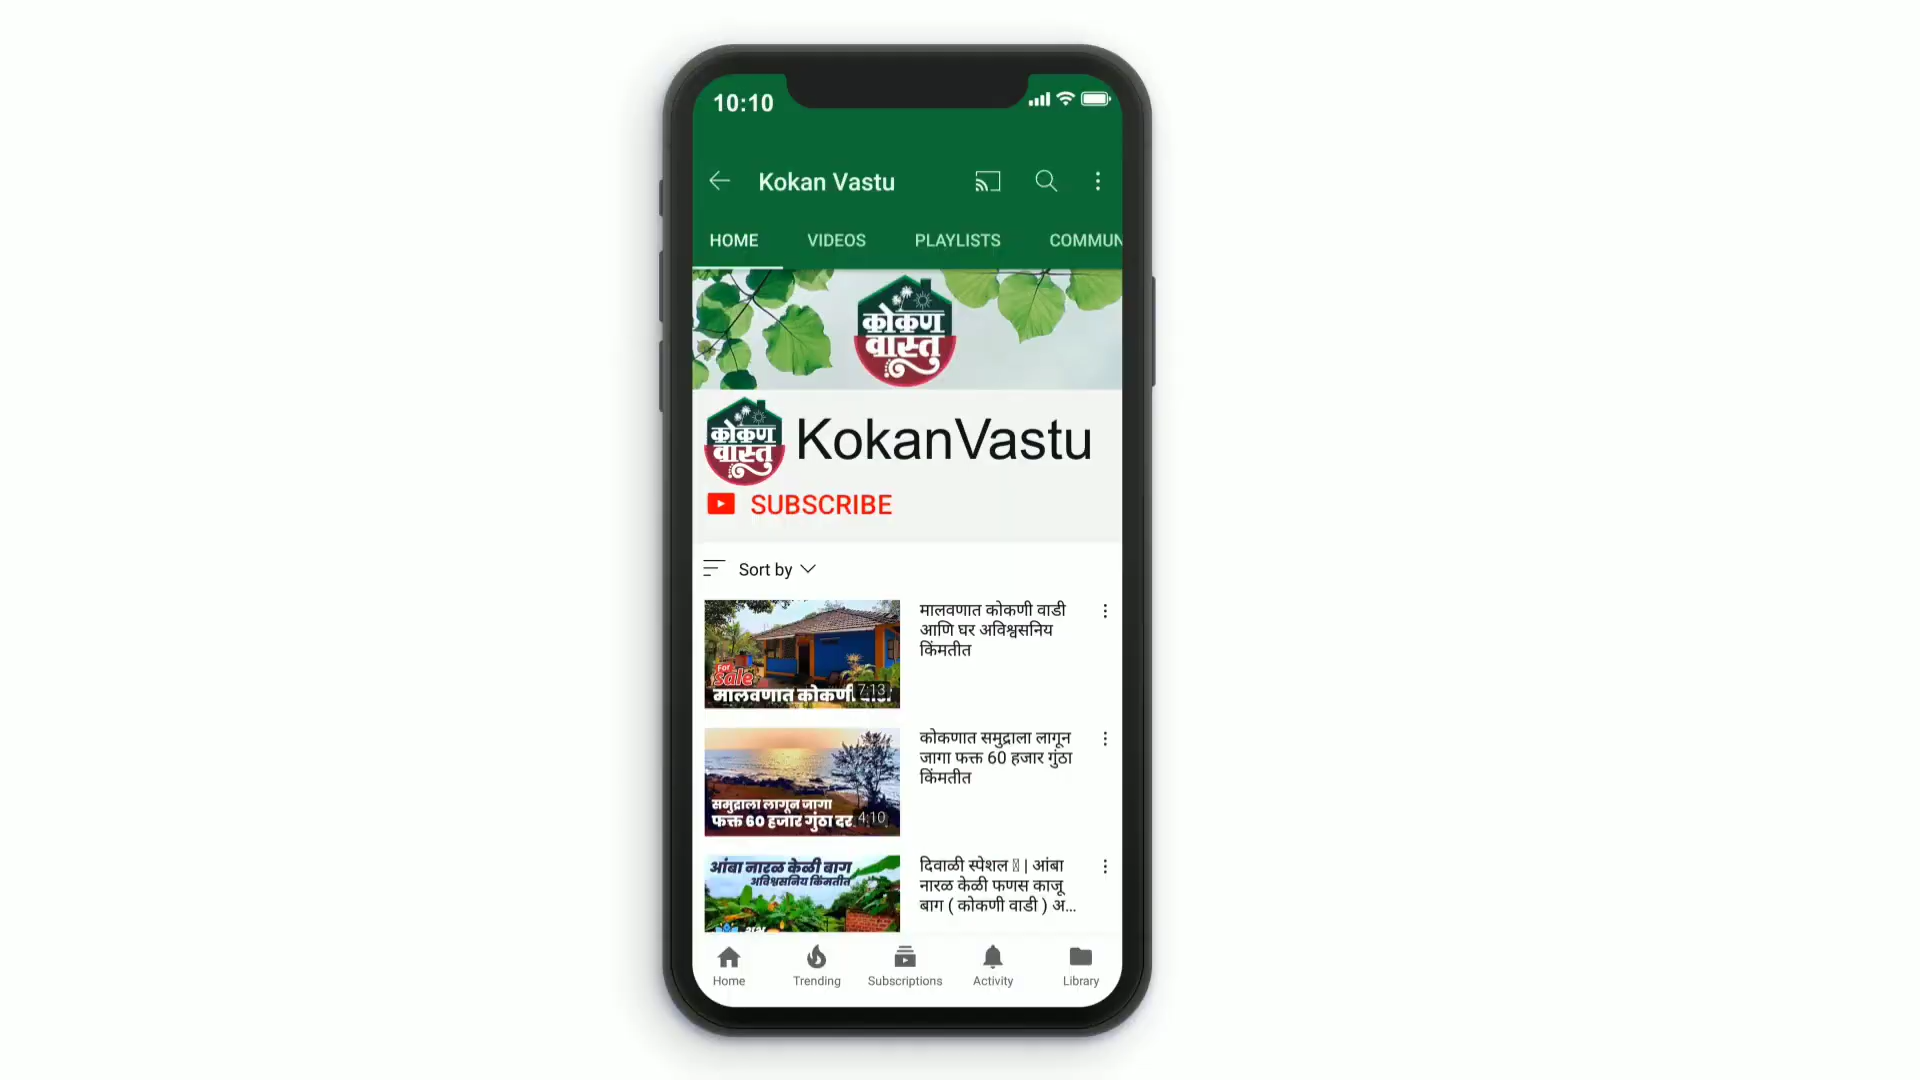 10:10
Kokan Vastu
HOME VIDEOS PLAYLISTS COMMUN
कोकण
वास्तु
कोकण
वास्तु
KokanVastu
SUBSCRIBE
Sort by
मालवणात कोकणी वाडी
आणि घर अविश्वसनिय
किंमतीत
For
Sale
मालवणात कोकणी वाडी
7:13
कोकणात समुद्राला लागून
जागा फक्त 60 हजार गुंठा
किंमतीत
समुद्राला लागून जागा
फक्त 60 हजार गुंठा दर
4:10
दिवाळी स्पेशल | आंबा
नारळ केळी फणस काजू
बाग ( कोकणी वाडी ) अ...
आंबा नारळ केळी बाग
अविश्वसनिय किंमतीत
Home Trending Subscriptions Activity Library